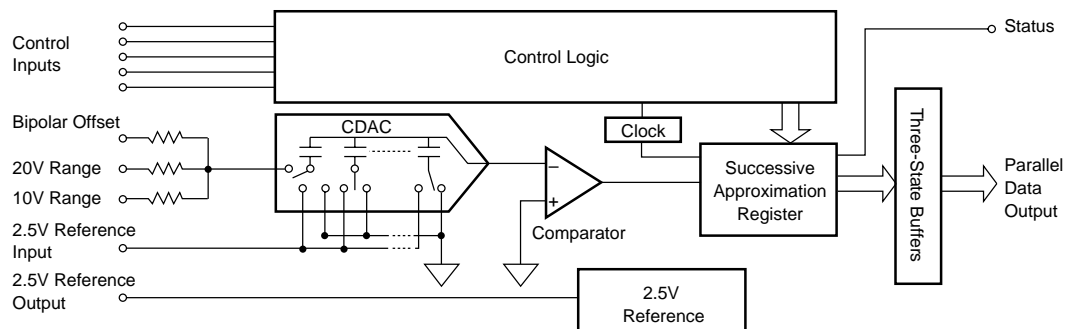 Control
Inputs
Control Logic
Status
Bipolar Offset
20V Range
10V Range
2.5V Reference
Input
2.5V Reference
Output
CDAC
Clock
–
+
Comparator
Successive
Approximation
Register
Three-State Buffers
Parallel
Data
Output
2.5V
Reference